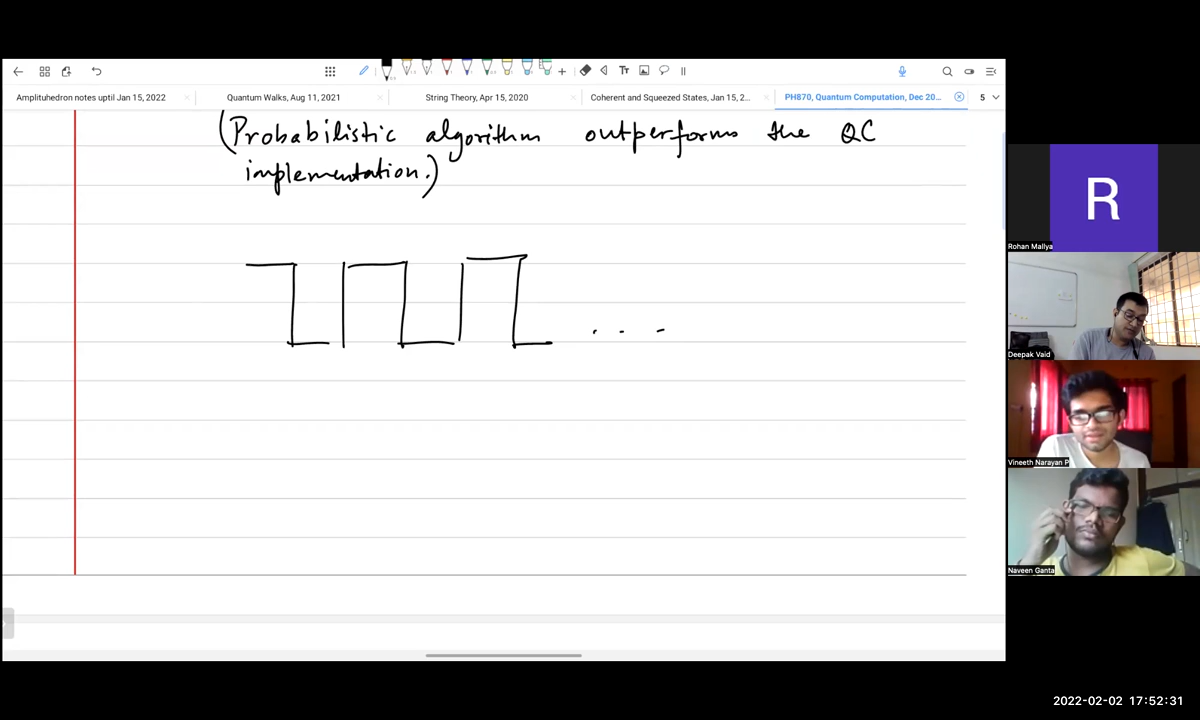 Amplituhedron notes uptil Jan 15, 2022
Quantum Walks, Aug 11, 2021
String Theory, Apr 15, 2020
Coherent and Squeezed States, Jan 15, 2...
PH870, Quantum Computation, Dec 20...
5
(Probabilistic algorithm outperforms the QC
implementation.)
. . .
R
Rohan Mallya
Deepak Vaid
Vineeth Narayan P
Naveen Ganta
2022-02-02 17:52:31